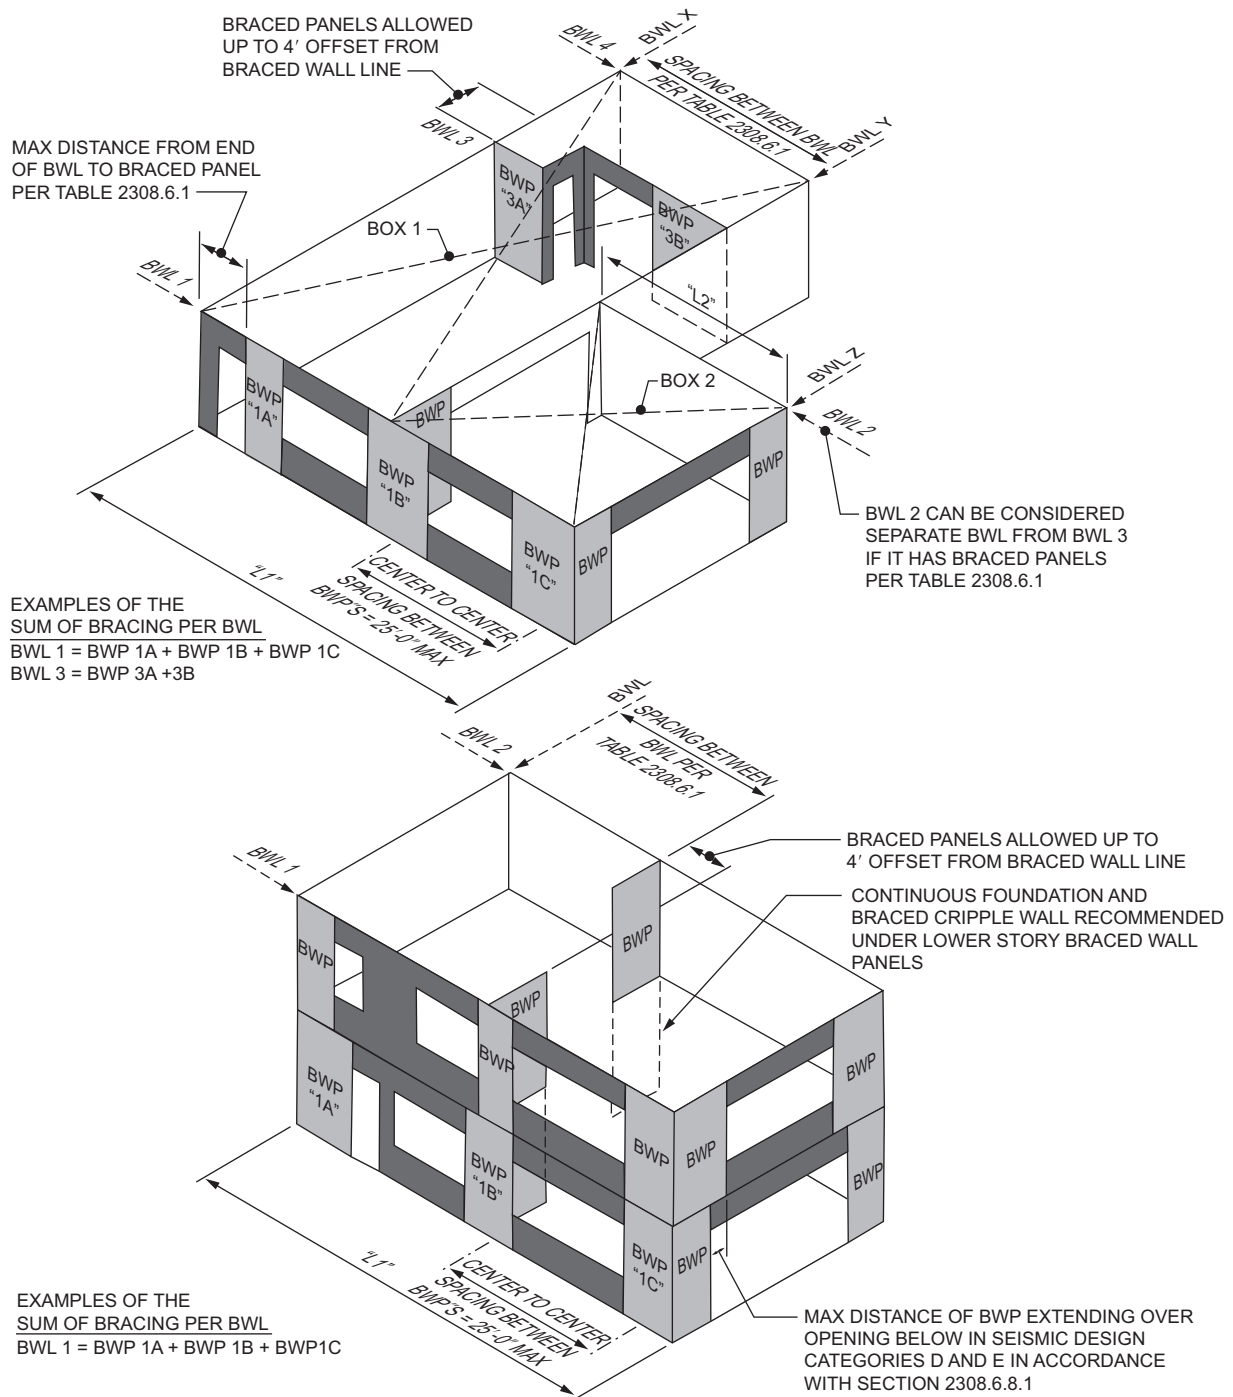 BRACED PANELS ALLOWED
UP TO 4′ OFFSET FROM
BRACED WALL LINE
BWL 4
BWL X
SPACING BETWEEN BWL
PER TABLE 2308.6.1
BWL Y
BWL 3
MAX DISTANCE FROM END
OF BWL TO BRACED PANEL
PER TABLE 2308.6.1
BWP
“3A”
BWP
“3B”
BOX 1
BWL 1
“L2”
BWL Z
BOX 2
BWL 2
BWP
“1A”
BWP
BWP
“1B”
BWP
BWP
“1C”
BWP
BWL 2 CAN BE CONSIDERED
SEPARATE BWL FROM BWL 3
IF IT HAS BRACED PANELS
PER TABLE 2308.6.1
“L1”
CENTER TO CENTER
SPACING BETWEEN
BWP'S = 25′-0″ MAX
EXAMPLES OF THE
SUM OF BRACING PER BWL
BWL 1 = BWP 1A + BWP 1B + BWP 1C
BWL 3 = BWP 3A +3B
BWL
BWL 2
SPACING BETWEEN
BWL PER
TABLE 2308.6.1
BWL 1
BRACED PANELS ALLOWED UP TO
4′ OFFSET FROM BRACED WALL LINE
CONTINUOUS FOUNDATION AND
BRACED CRIPPLE WALL RECOMMENDED
UNDER LOWER STORY BRACED WALL
PANELS
BWP
BWP
BWP
BWP
BWP
BWP
“1A”
BWP
BWP
BWP
“1B”
BWP
BWP
BWP
“1C”
“L1”
CENTER TO CENTER
SPACING BETWEEN
BWP'S = 25′-0″ MAX
EXAMPLES OF THE
SUM OF BRACING PER BWL
BWL 1 = BWP 1A + BWP 1B + BWP1C
MAX DISTANCE OF BWP EXTENDING OVER
OPENING BELOW IN SEISMIC DESIGN
CATEGORIES D AND E IN ACCORDANCE
WITH SECTION 2308.6.8.1